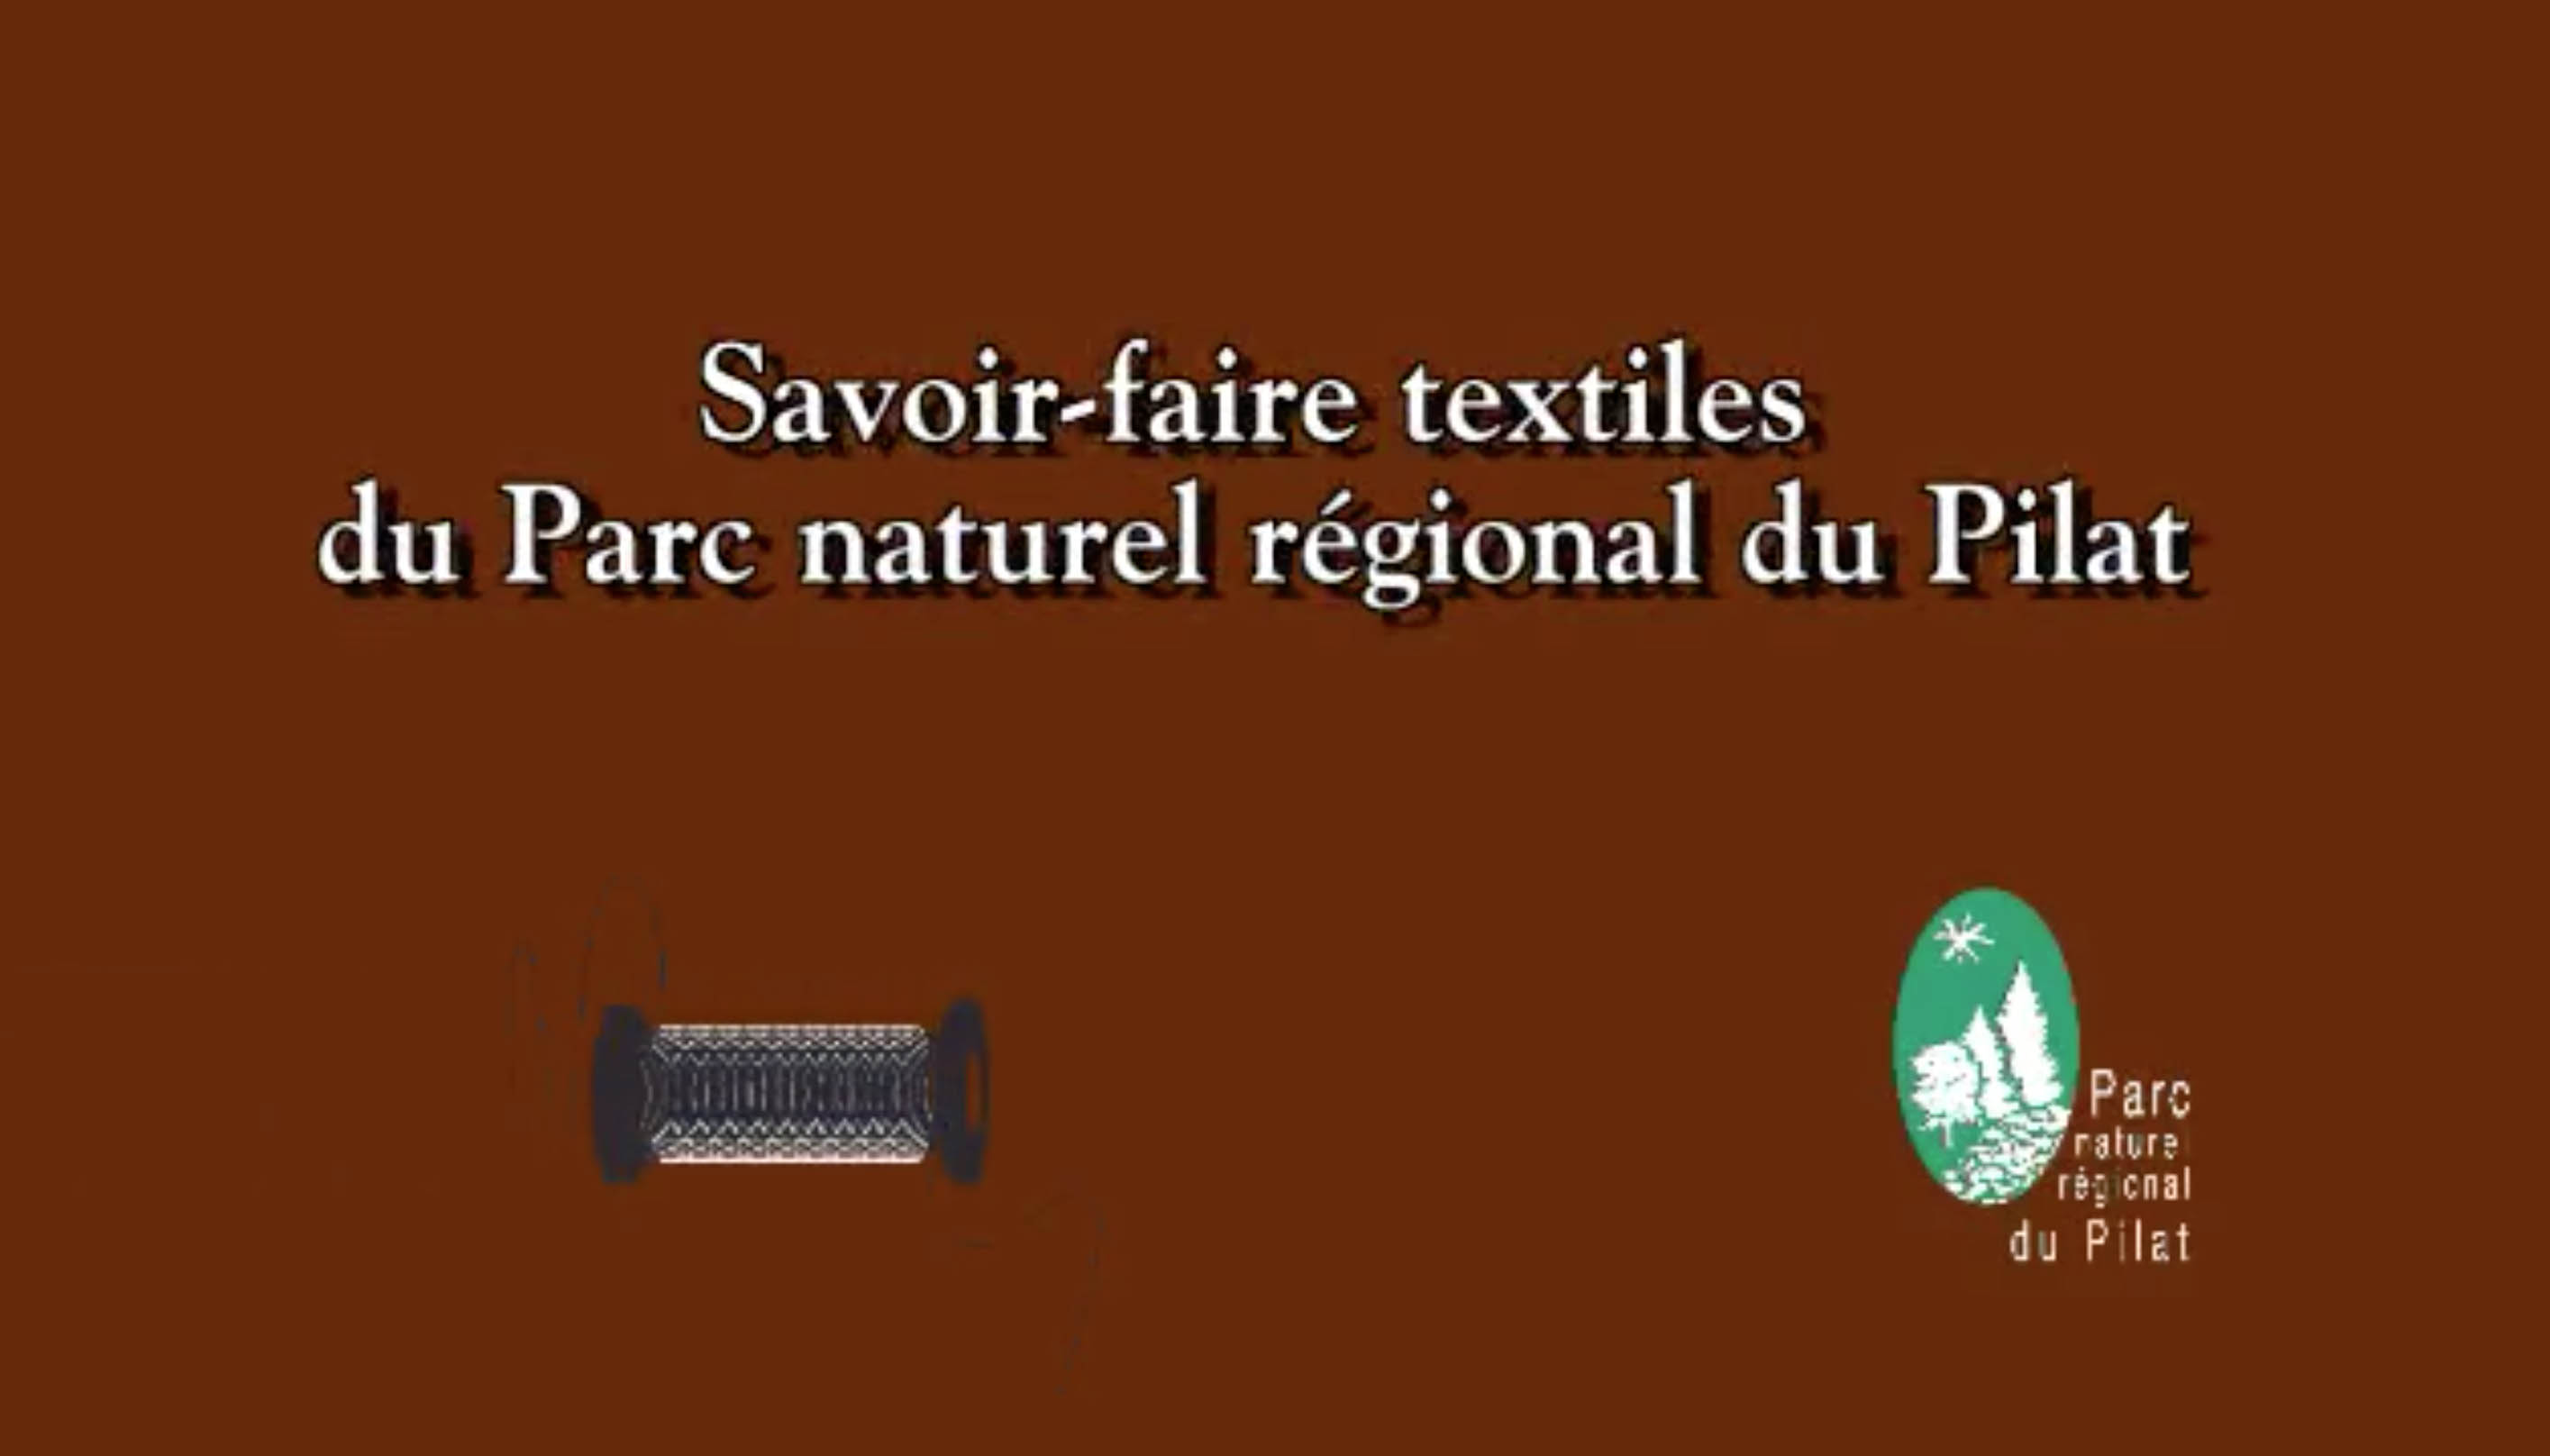 Savoir-faire textiles
du Parc naturel régional du Pilat
Parc
naturel
régional
du Pilat